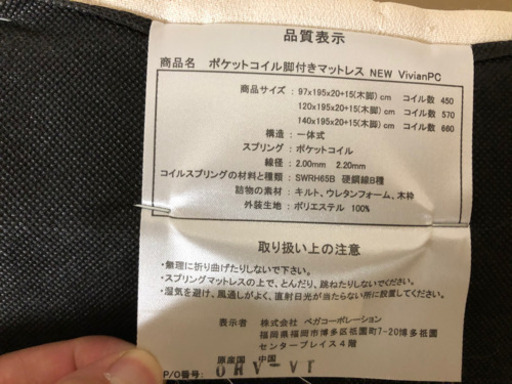 品質表示
商品名 ポケットコイル脚付きマットレス NEW VivianPC
商品サイズ : 97x195x20+15(木脚)cm コイル数 450
120x195x20+15(木脚)cm コイル数 570
140x195x20+15(木脚)cm コイル数 660
構造 : 一体式
スプリング : ポケットコイル
線径 : 2.00mm 2.20mm
コイルスプリングの材料と種類 : SWRH65B 硬鋼線B種
詰物の素材 : キルト、ウレタンフォーム、木枠
外装生地 : ポリエステル 100%
取り扱い上の注意
・無理に折り曲げたりしないで下さい。
・スプリングマットレスの上で、とんだり、跳ねたりしないでください。
・湿気を避け、風通しがよく、直射日光が当たらない所に設置してください。
表示者 : 株式会社 ベガコーポレーション
福岡県福岡市博多区祇園町7-20博多祇園
センタープレイス4階
原産国 中国
P/O番号: